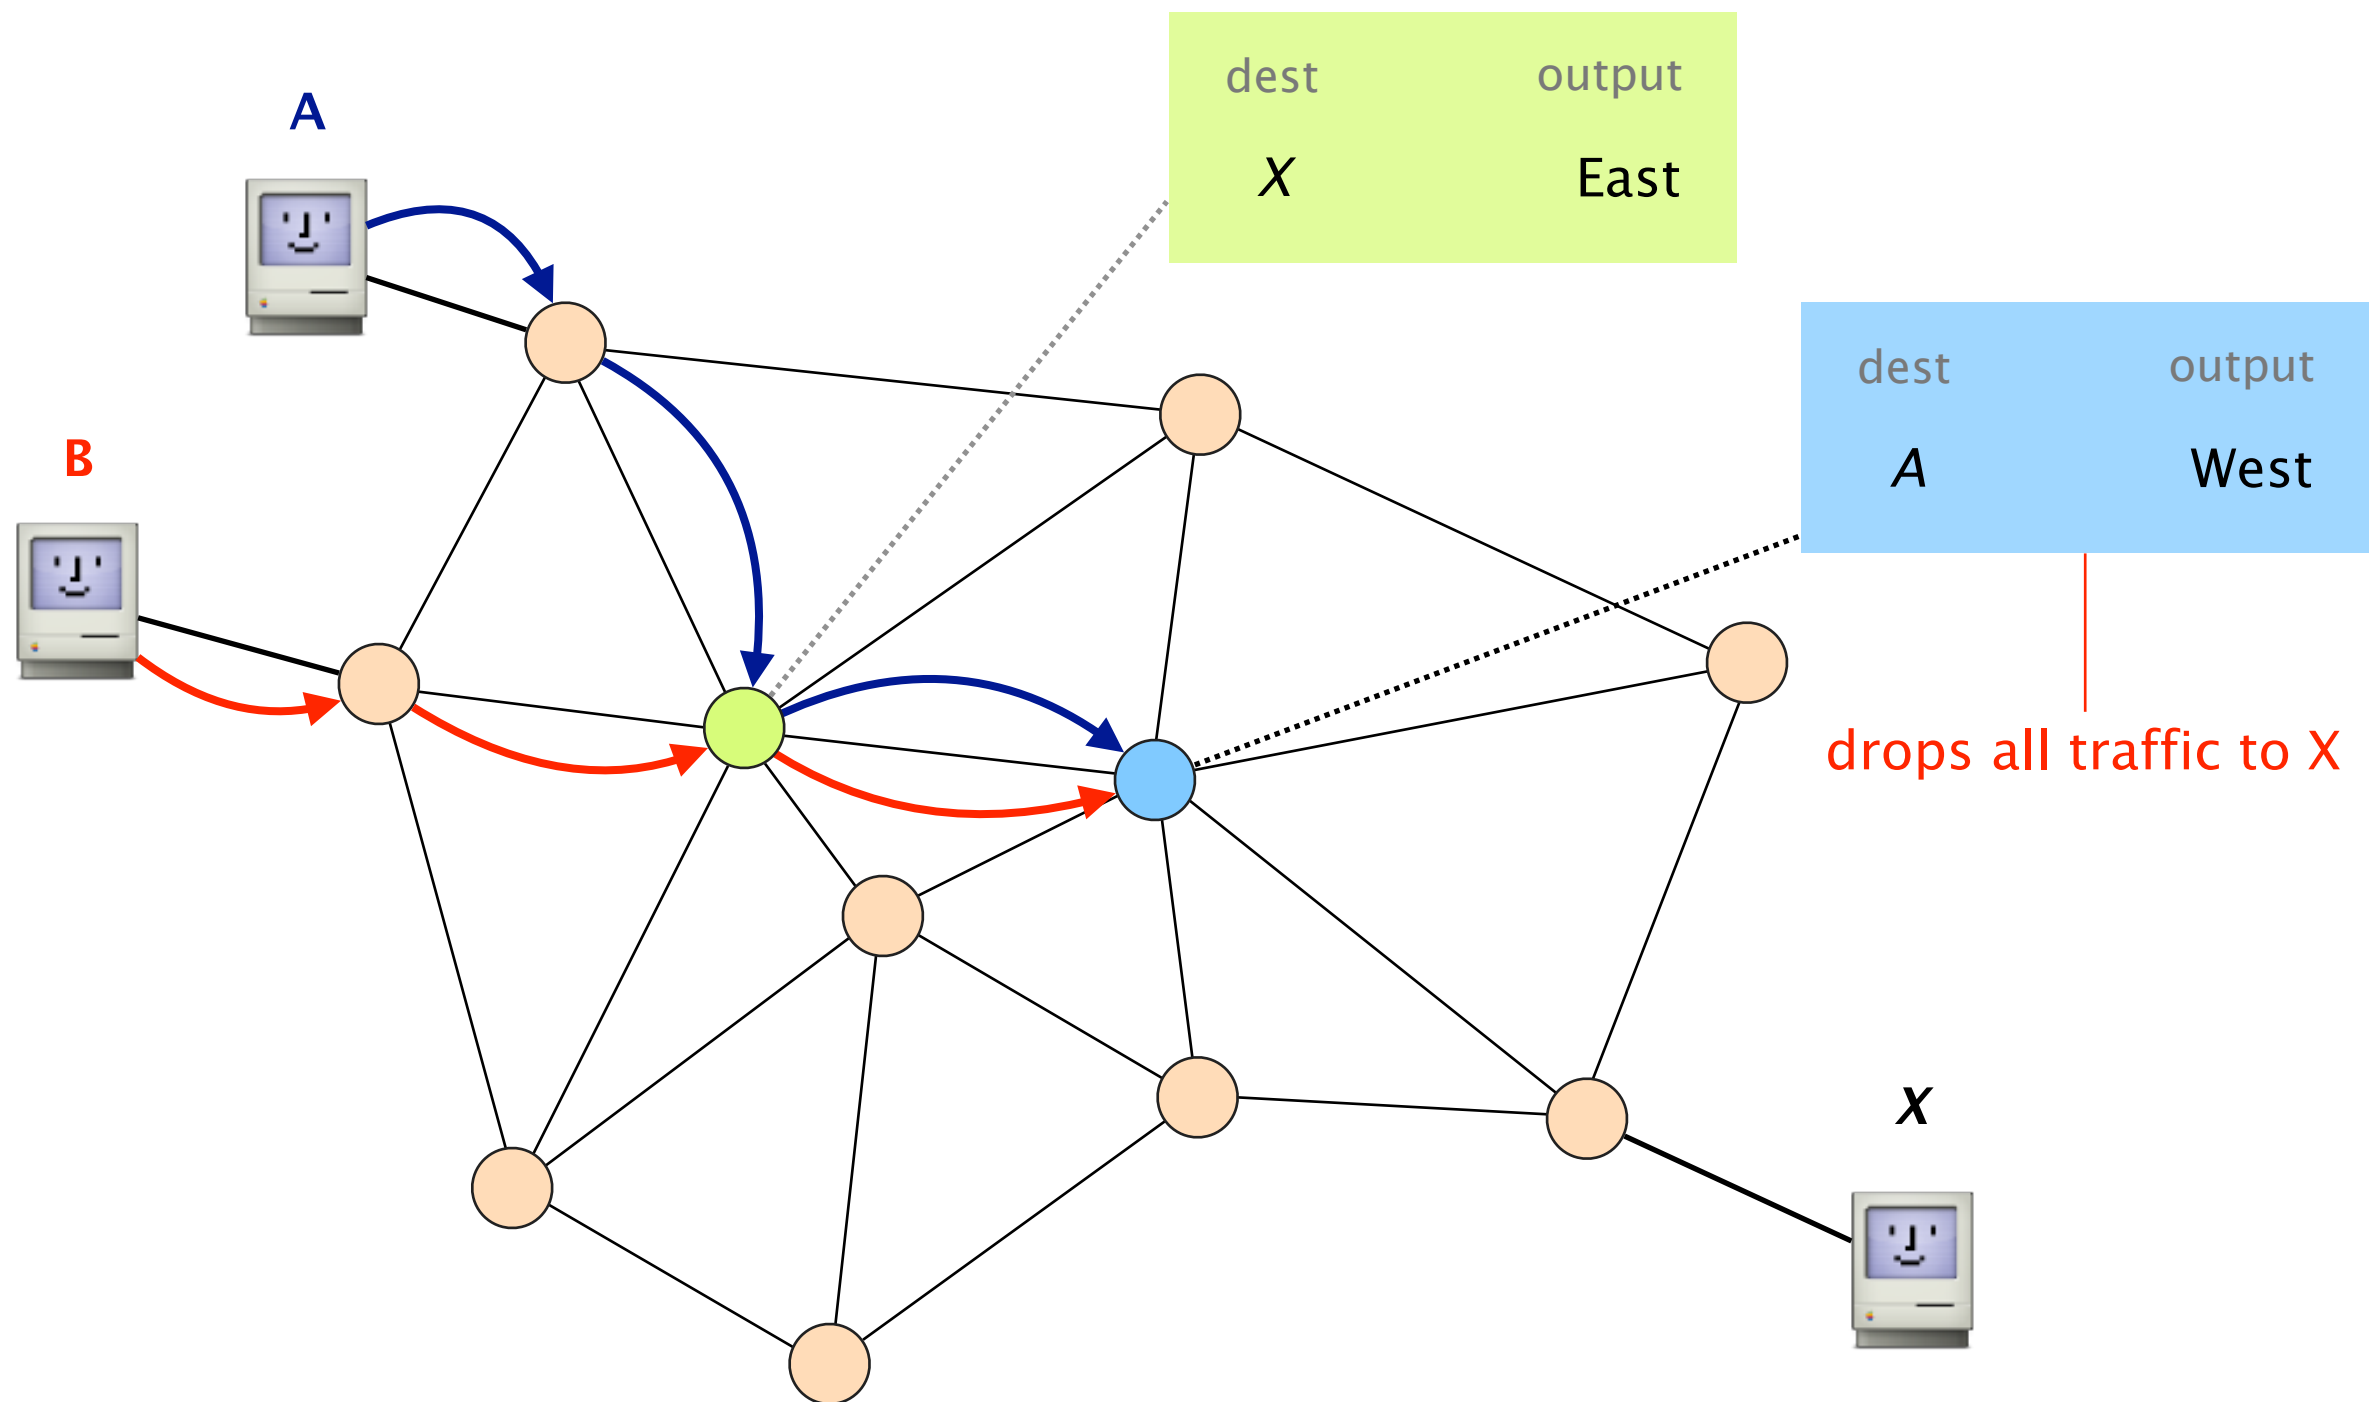 A
B
dest output
X East
dest output
A West
drops all traffic to X
X